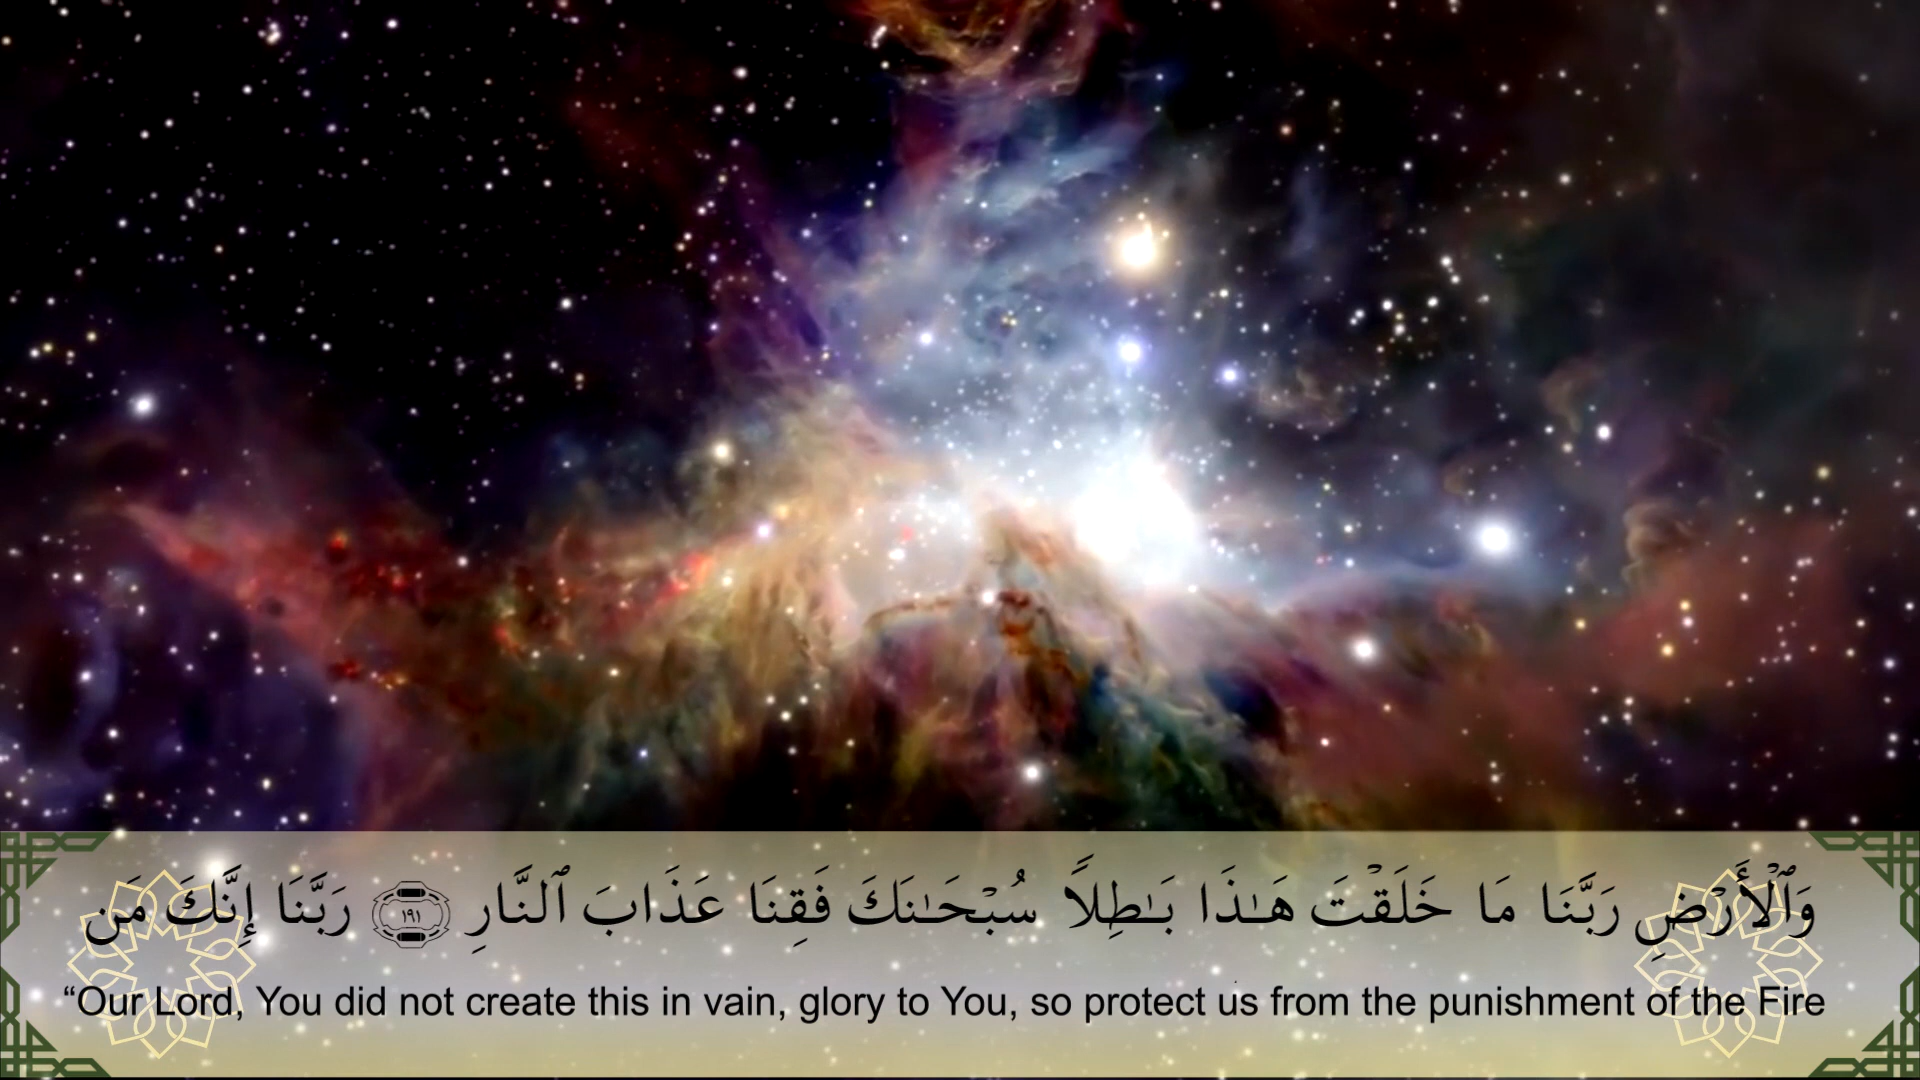 وَٱلْأَرْضِ رَبَّنَا مَا خَلَقْتَ هَـٰذَا بَـٰطِلًا سُبْحَـٰنَكَ فَقِنَا عَذَابَ ٱلنَّارِ ١٩١ رَبَّنَا إِنَّكَ مَن
“Our Lord, You did not create this in vain, glory to You, so protect us from the punishment of the Fire